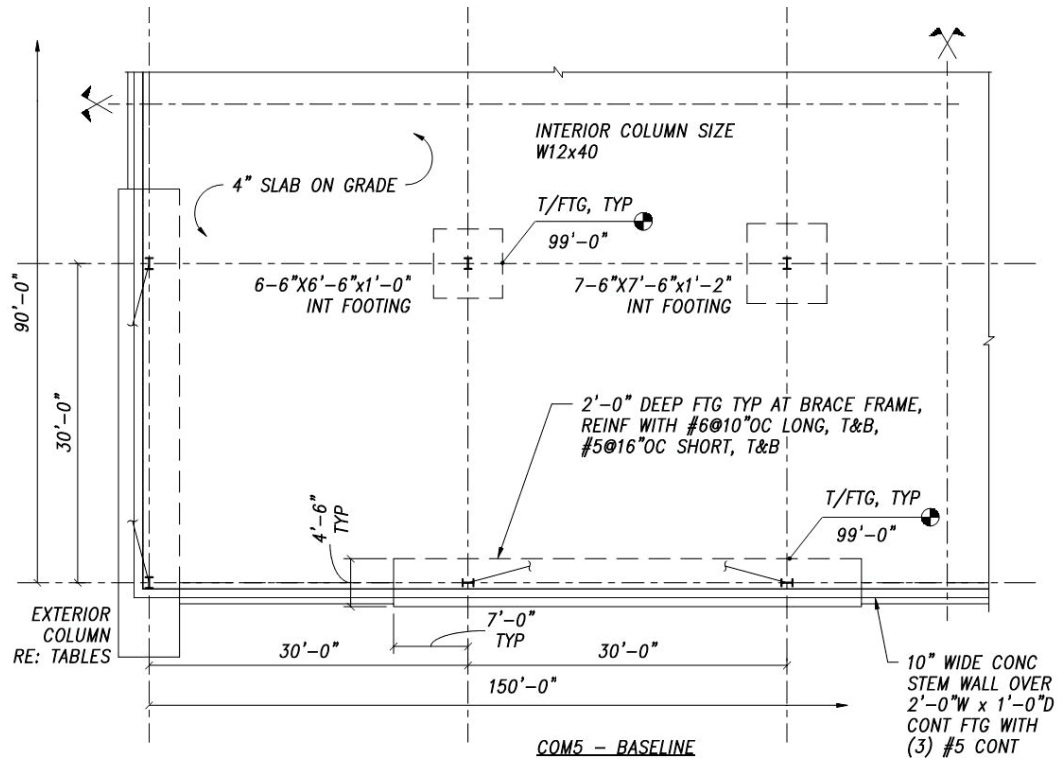 INTERIOR COLUMN SIZE
W12x40
4" SLAB ON GRADE
T/FTG, TYP
99'-0"
6-6"X6'-6"x1'-0"
INT FOOTING
7-6"X7'-6"x1'-2"
INT FOOTING
90'-0"
30'-0"
2'-0" DEEP FTG TYP AT BRACE FRAME,
REINF WITH #6@10"OC LONG, T&B,
#5@16"OC SHORT, T&B
4'-6"
TYP
T/FTG, TYP
99'-0"
EXTERIOR
COLUMN
RE: TABLES
7'-0"
TYP
30'-0"
30'-0"
150'-0"
10" WIDE CONC
STEM WALL OVER
2'-0"W x 1'-0"D
CONT FTG WITH
(3) #5 CONT
COM5 - BASELINE